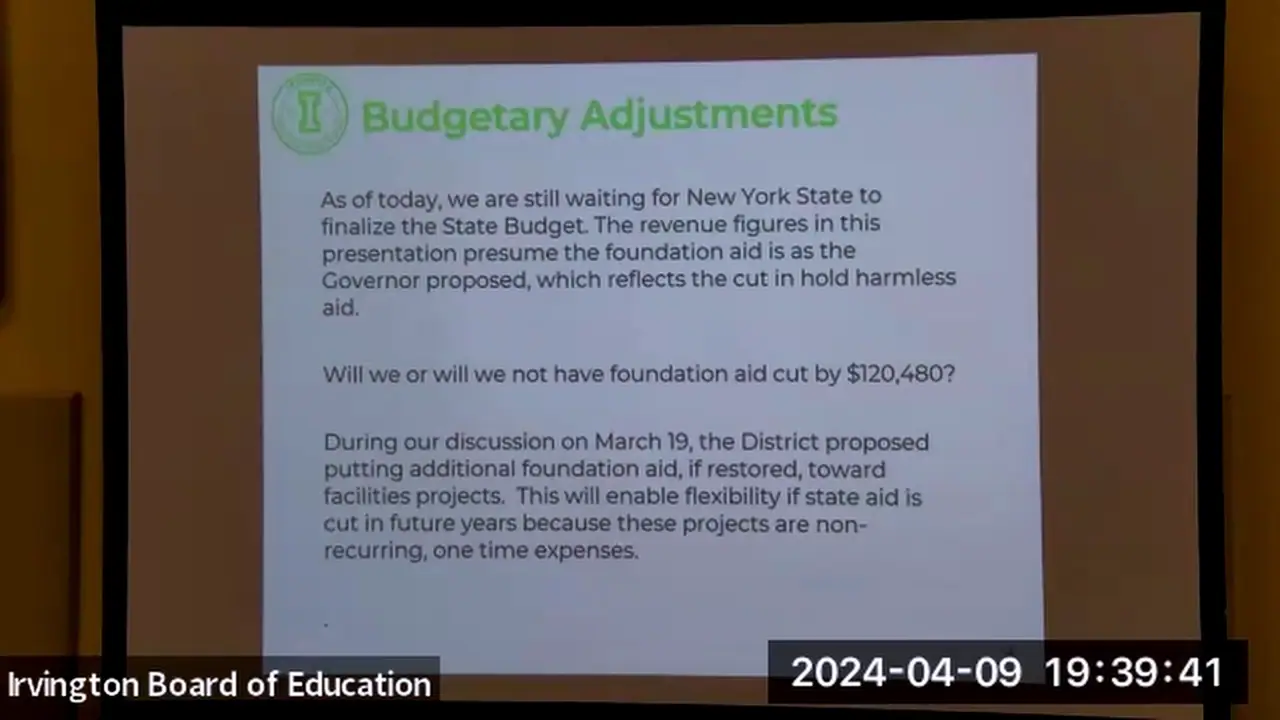 I
Budgetary Adjustments
As of today, we are still waiting for New York State to
finalize the State Budget. The revenue figures in this
presentation presume the foundation aid is as the
Governor proposed, which reflects the cut in hold harmless
aid.
Will we or will we not have foundation aid cut by $120,480?
During our discussion on March 19, the District proposed
putting additional foundation aid, if restored, toward
facilities projects. This will enable flexibility if state aid is
cut in future years because these projects are non-
recurring, one time expenses.
.
Irvington Board of Education
2024-04-09 19:39:41